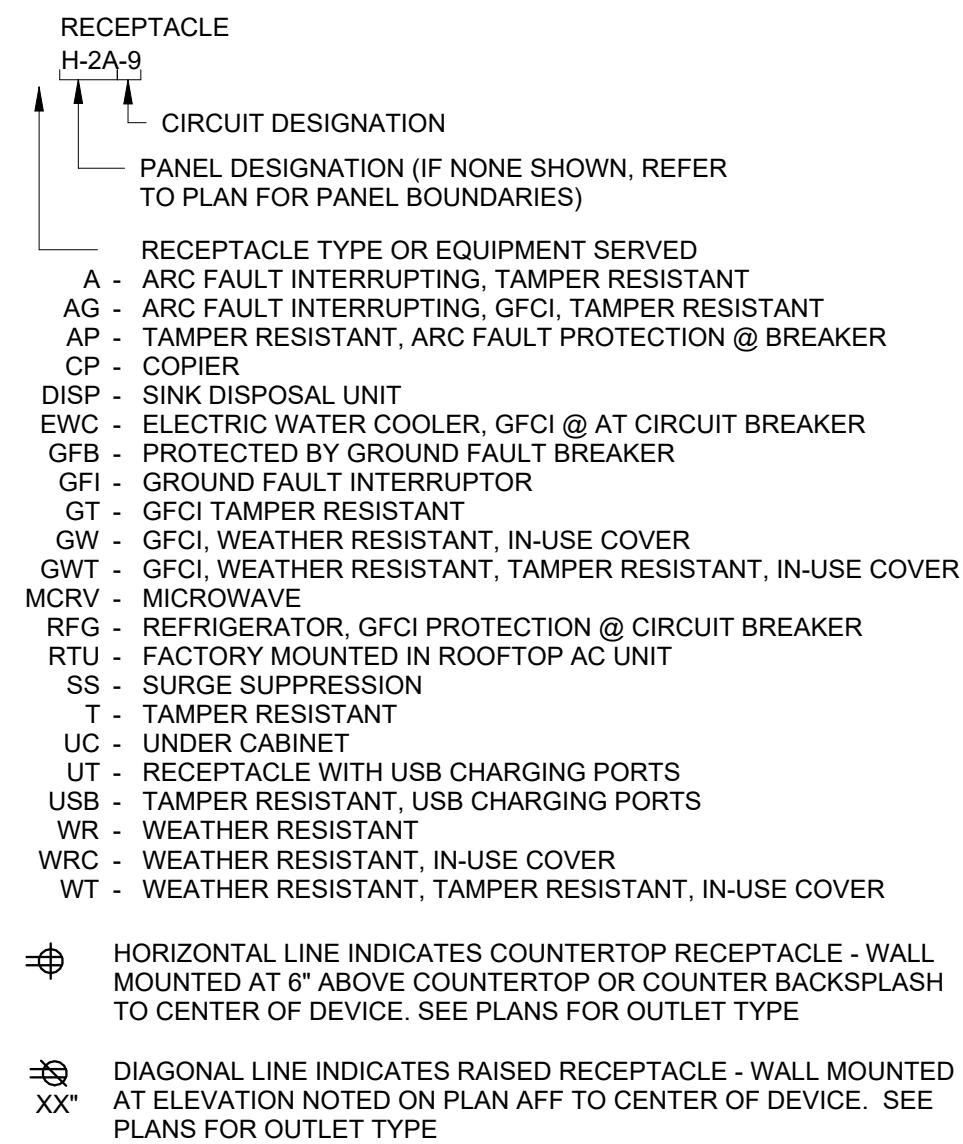 RECEPTACLE
H-2A-9
CIRCUIT DESIGNATION
PANEL DESIGNATION (IF NONE SHOWN, REFER
TO PLAN FOR PANEL BOUNDARIES)
RECEPTACLE TYPE OR EQUIPMENT SERVED
A - ARC FAULT INTERRUPTING, TAMPER RESISTANT
AG - ARC FAULT INTERRUPTING, GFCI, TAMPER RESISTANT
AP - TAMPER RESISTANT, ARC FAULT PROTECTION @ BREAKER
CP - COPIER
DISP - SINK DISPOSAL UNIT
EWC - ELECTRIC WATER COOLER, GFCI @ AT CIRCUIT BREAKER
GFB - PROTECTED BY GROUND FAULT BREAKER
GFI - GROUND FAULT INTERRUPTOR
GT - GFCI TAMPER RESISTANT
GW - GFCI, WEATHER RESISTANT, IN-USE COVER
GWT - GFCI, WEATHER RESISTANT, TAMPER RESISTANT, IN-USE COVER
MCRV - MICROWAVE
RFG - REFRIGERATOR, GFCI PROTECTION @ CIRCUIT BREAKER
RTU - FACTORY MOUNTED IN ROOFTOP AC UNIT
SS - SURGE SUPPRESSION
T - TAMPER RESISTANT
UC - UNDER CABINET
UT - RECEPTACLE WITH USB CHARGING PORTS
USB - TAMPER RESISTANT, USB CHARGING PORTS
WR - WEATHER RESISTANT
WRC - WEATHER RESISTANT, IN-USE COVER
WT - WEATHER RESISTANT, TAMPER RESISTANT, IN-USE COVER
HORIZONTAL LINE INDICATES COUNTERTOP RECEPTACLE - WALL
MOUNTED AT 6" ABOVE COUNTERTOP OR COUNTER BACKSPLASH
TO CENTER OF DEVICE. SEE PLANS FOR OUTLET TYPE
DIAGONAL LINE INDICATES RAISED RECEPTACLE - WALL MOUNTED
XX" AT ELEVATION NOTED ON PLAN AFF TO CENTER OF DEVICE. SEE
PLANS FOR OUTLET TYPE